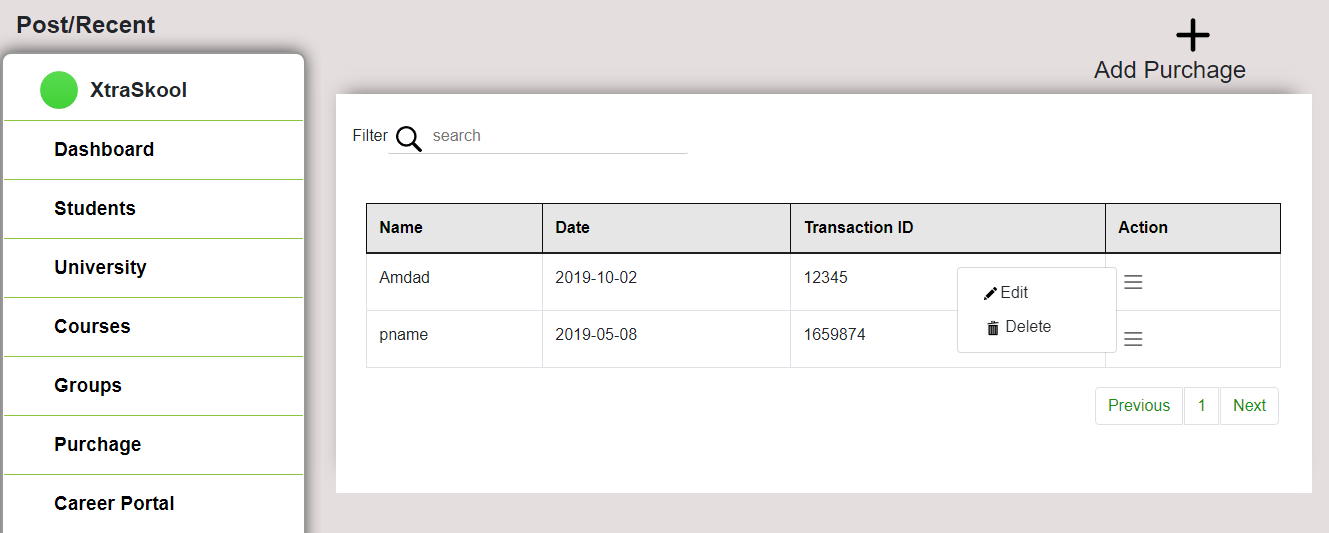 Post/Recent
XtraSkool
Dashboard
Students
University
Courses
Groups
Purchage
Career Portal
Add Purchage
Filter search
Name Date Transaction ID Action
Amdad 2019-10-02 12345
Edit
Delete
pname 2019-05-08 1659874
Previous 1 Next